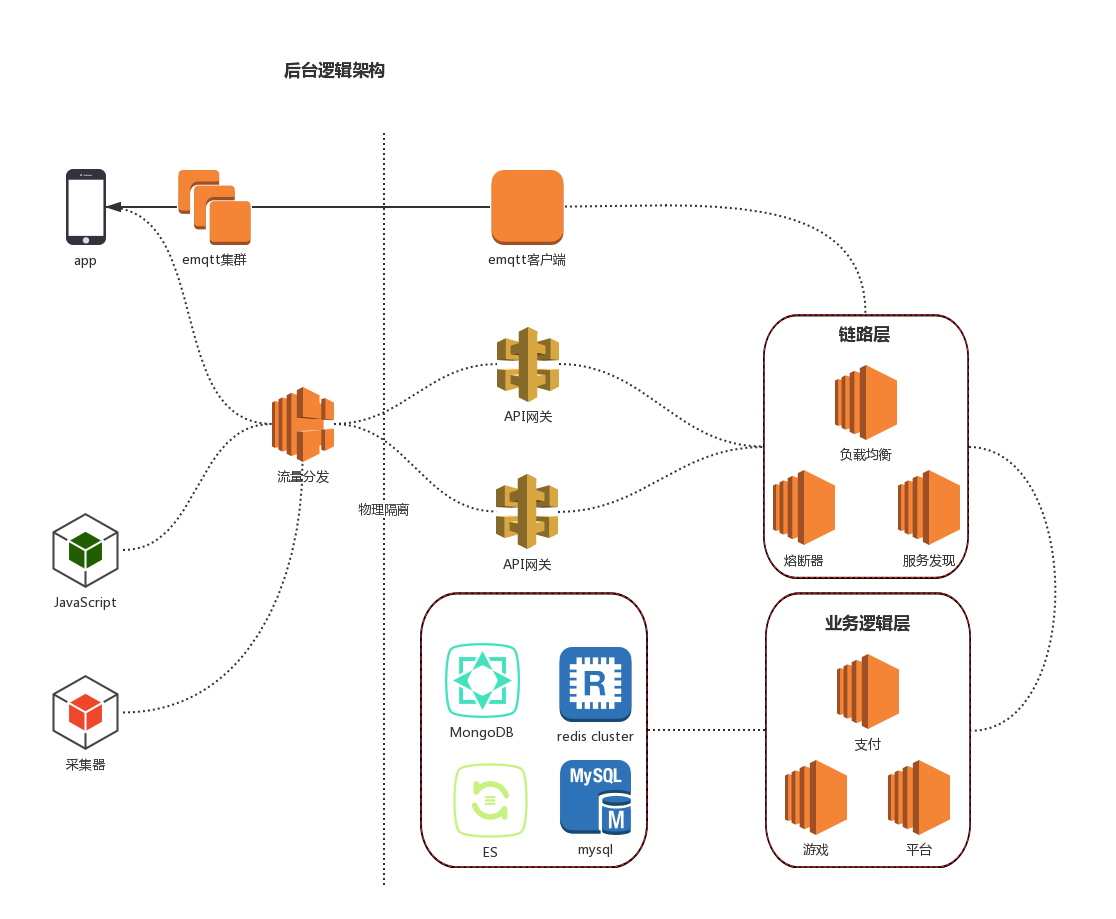 后台逻辑架构
app
emqtt集群
emqtt客户端
链路层
负载均衡
API网关
流量分发
物理隔离
熔断器
服务发现
API网关
JavaScript
业务逻辑层
MongoDB
R
redis cluster
支付
采集器
MySQL
M
ES
mysql
游戏
平台